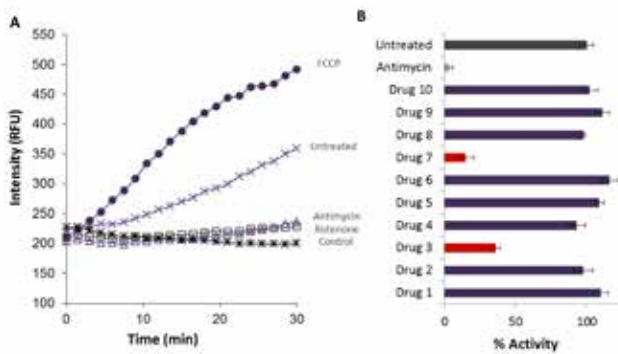 A
B
550
500
450
400
350
300
250
200
150
100
Intensity (RFU)
FCCP
Untreated
Antimycin
Rotenone
Control
0
10
20
30
Time (min)
Untreated
Antimycin
Drug 10
Drug 9
Drug 8
Drug 7
Drug 6
Drug 5
Drug 4
Drug 3
Drug 2
Drug 1
0
50
100
% Activity